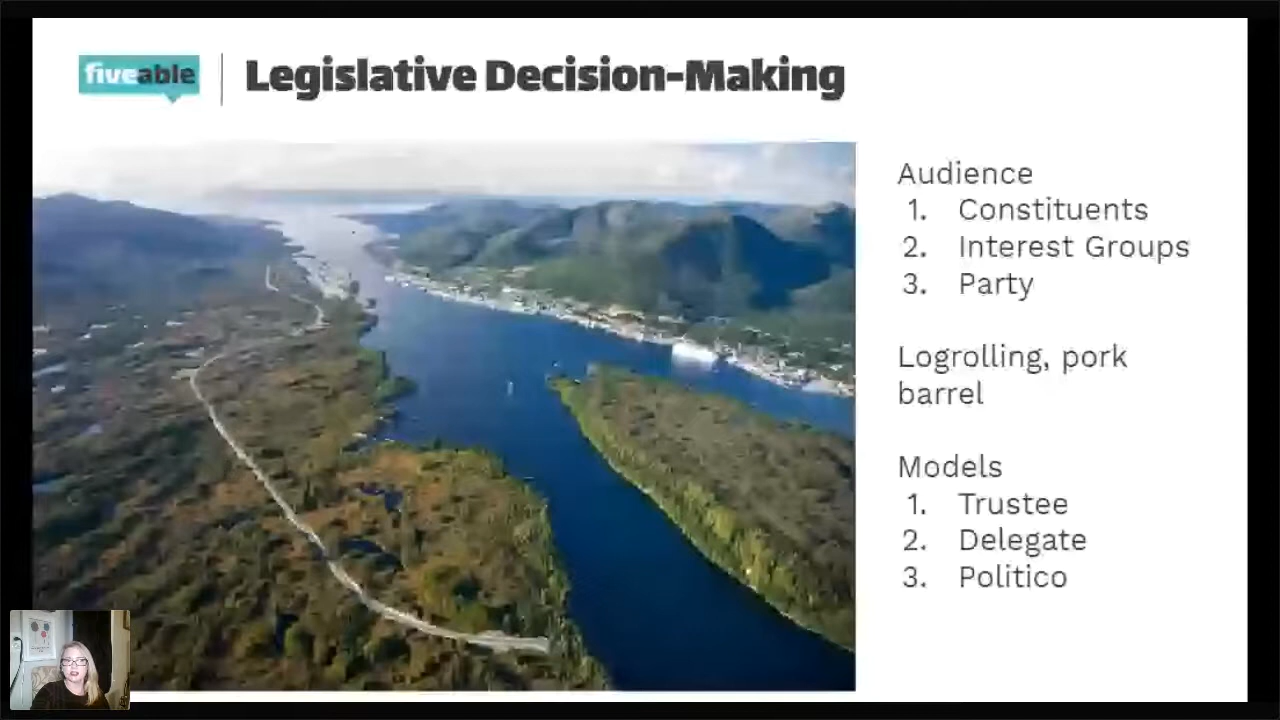 fiveable
Legislative Decision-Making
Audience
1. Constituents
2. Interest Groups
3. Party
Logrolling, pork
barrel
Models
1. Trustee
2. Delegate
3. Politico